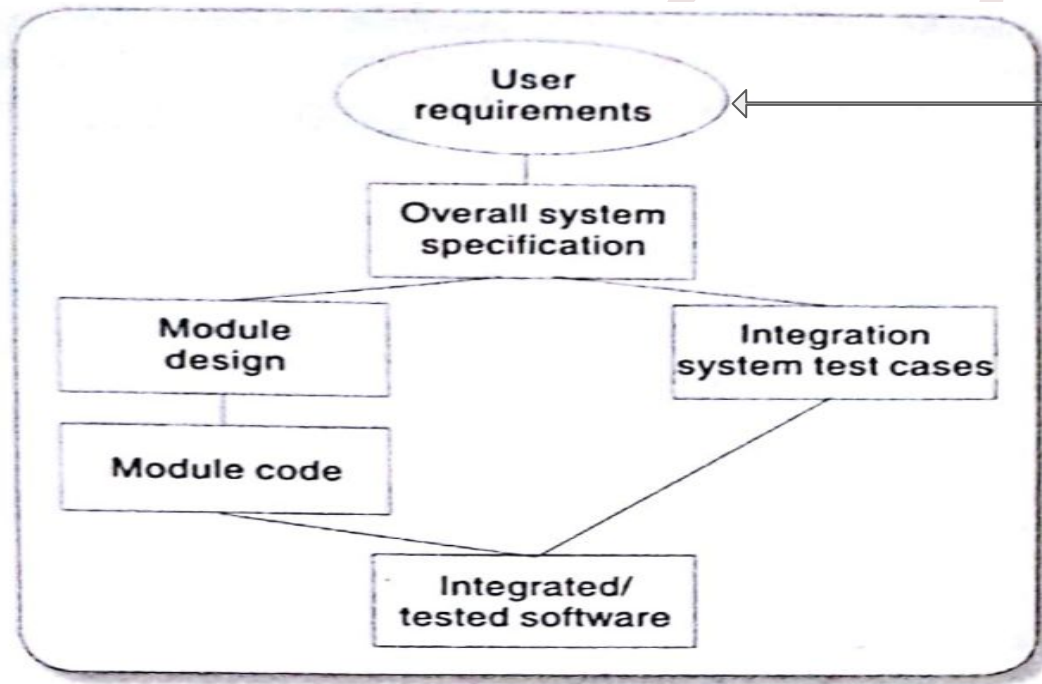 User
requirements
Overall system
specification
Module
design
Integration
system test cases
Module code
Integrated/
tested software